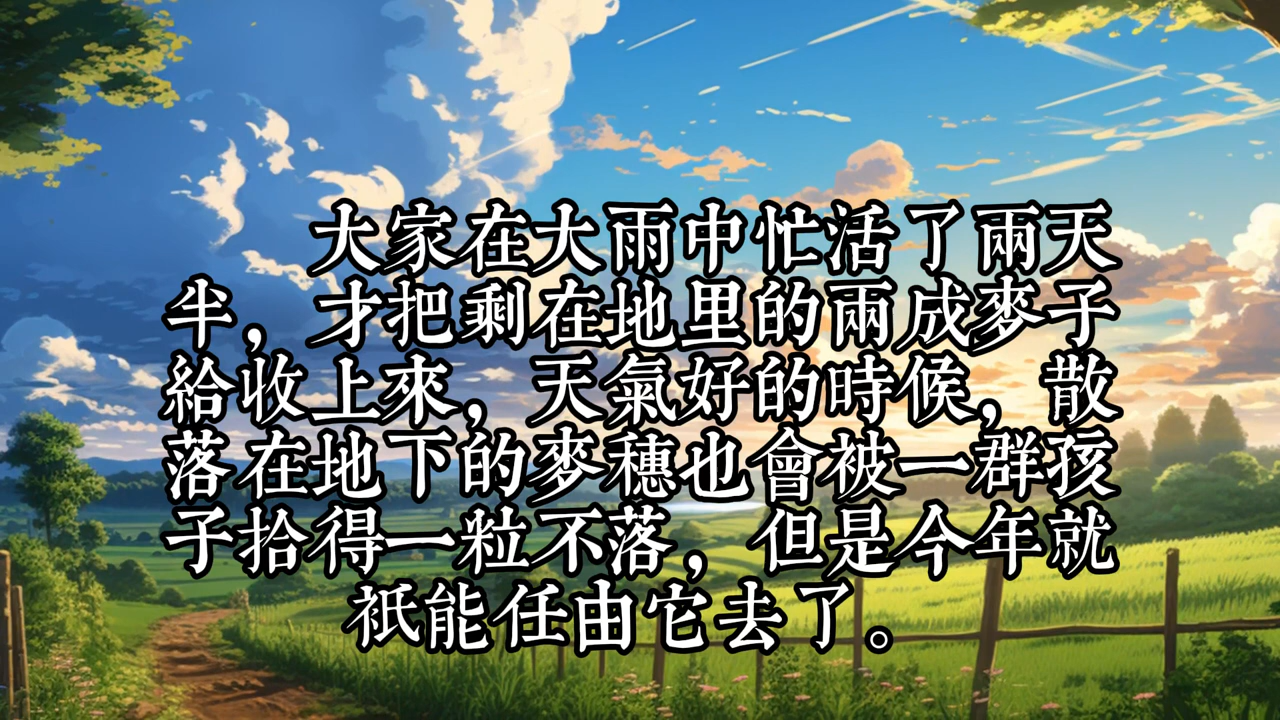 大家在大雨中忙活了兩天
半，才把剩在地里的兩成麥子
給收上來，天氣好的時候，散
落在地下的麥穗也會被一群孩
子拾得一粒不落，但是今年就
衹能任由它去了。